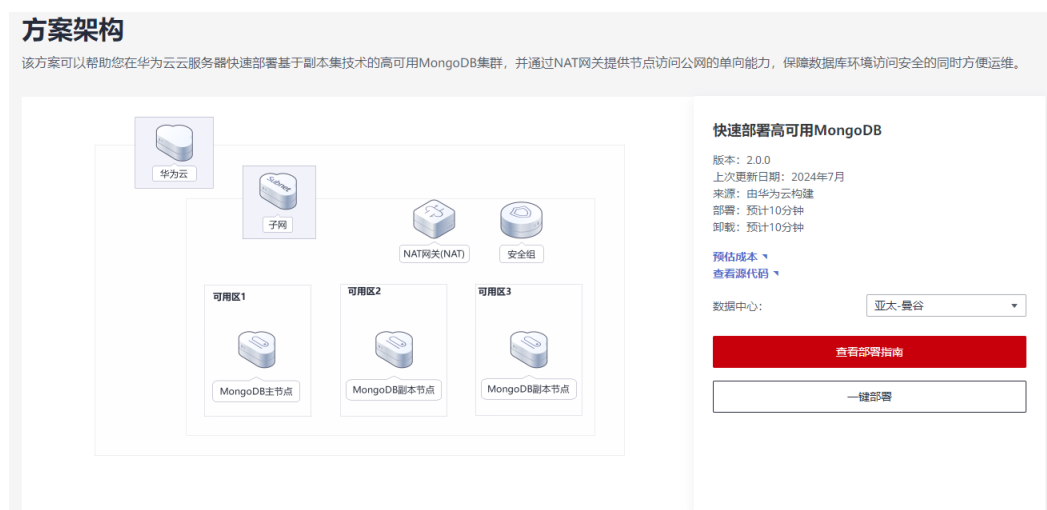 方案架构
该方案可以帮助您在华为云云服务器快速部署基于副本集技术的高可用MongoDB集群，并通过NAT网关提供节点访问公网的单向能力，保障数据库环境访问安全的同时方便运维。
华为云
Subnet
子网
NAT网关(NAT)
安全组
可用区1
可用区2
可用区3
MongoDB主节点
MongoDB副本节点
MongoDB副本节点
快速部署高可用MongoDB
版本：2.0.0
上次更新日期：2024年7月
来源：由华为云构建
部署：预计10分钟
卸载：预计10分钟
预估成本
查看源代码
数据中心：
亚太-曼谷
查看部署指南
一键部署